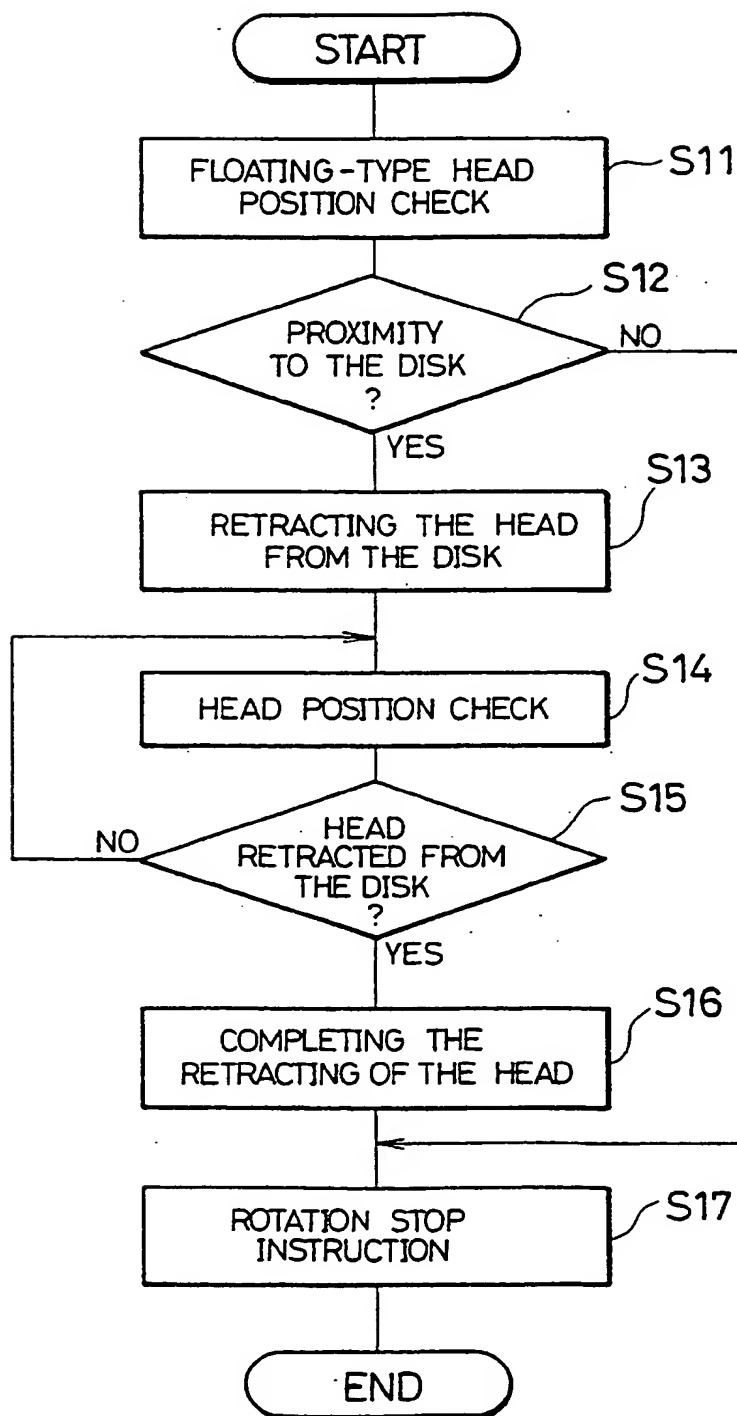 START
FLOATING-TYPE HEAD
POSITION CHECK
S11
S12
PROXIMITY
TO THE DISK
?
NO
YES
S13
RETRACTING THE HEAD
FROM THE DISK
S14
HEAD POSITION CHECK
S15
NO
HEAD
RETRACTED FROM
THE DISK
?
YES
S16
COMPLETING THE
RETRACTING OF THE HEAD
S17
ROTATION STOP
INSTRUCTION
END